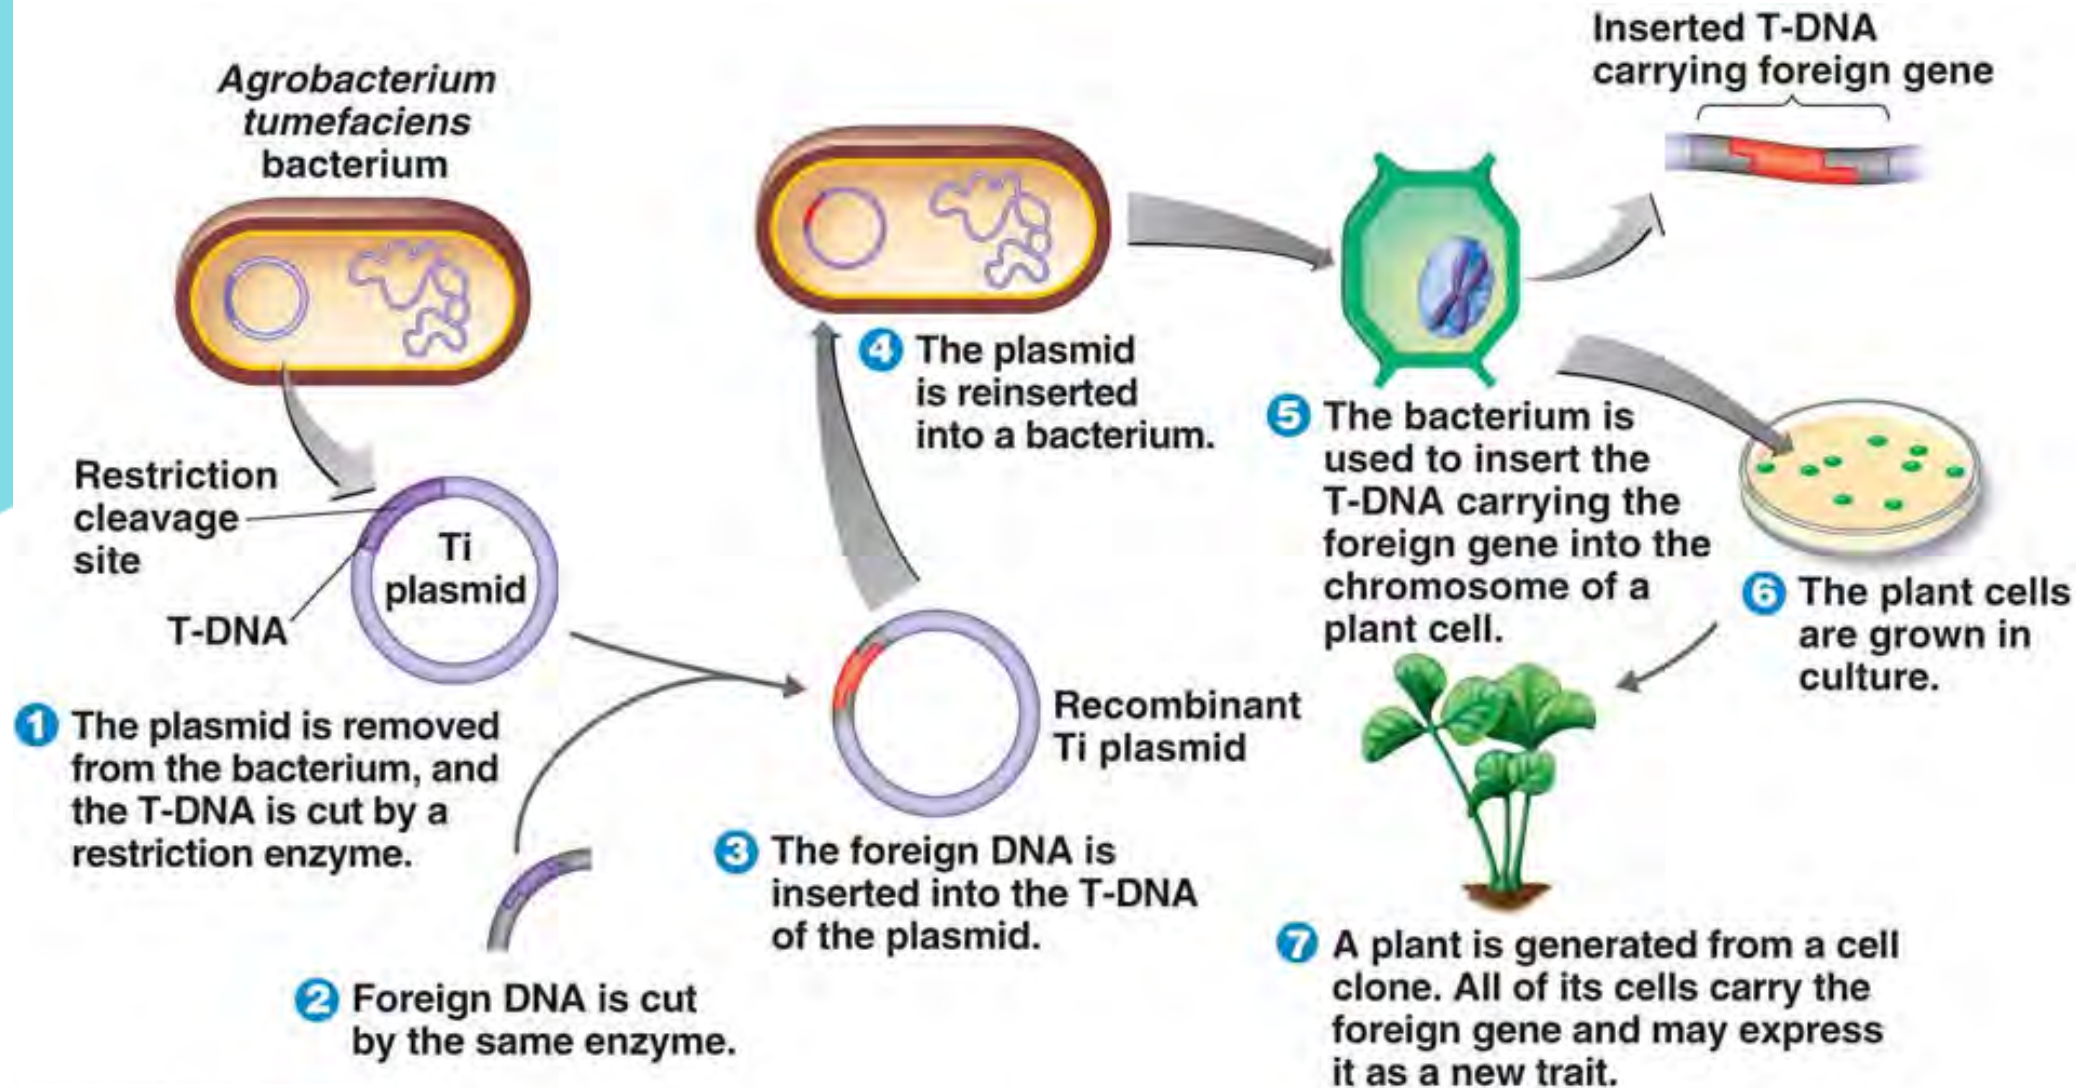 Agrobacterium
tumefaciens
bacterium
Restriction
cleavage
site
T-DNA
Ti
plasmid
1 The plasmid is removed
from the bacterium, and
the T-DNA is cut by a
restriction enzyme.
2 Foreign DNA is cut
by the same enzyme.
3 The foreign DNA is
inserted into the T-DNA
of the plasmid.
Recombinant
Ti plasmid
4 The plasmid
is reinserted
into a bacterium.
5 The bacterium is
used to insert the
T-DNA carrying the
foreign gene into the
chromosome of a
plant cell.
Inserted T-DNA
carrying foreign gene
6 The plant cells
are grown in
culture.
7 A plant is generated from a cell
clone. All of its cells carry the
foreign gene and may express
it as a new trait.